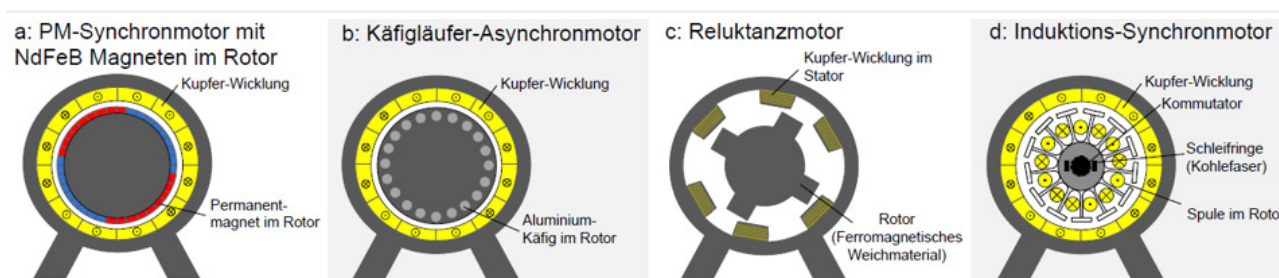 a: PM-Synchronmotor mit
NdFeB Magneten im Rotor
Kupfer-Wicklung
Permanent-
magnet im Rotor
b: Käfigläufer-Asynchronmotor
Kupfer-Wicklung
Aluminium-
Käfig im Rotor
c: Reluktanzmotor
Kupfer-Wicklung im
Stator
Rotor
(Ferromagnetisches
Weichmaterial)
d: Induktions-Synchronmotor
Kupfer-Wicklung
Kommutator
Schleifringe
(Kohlefaser)
Spule im Roto